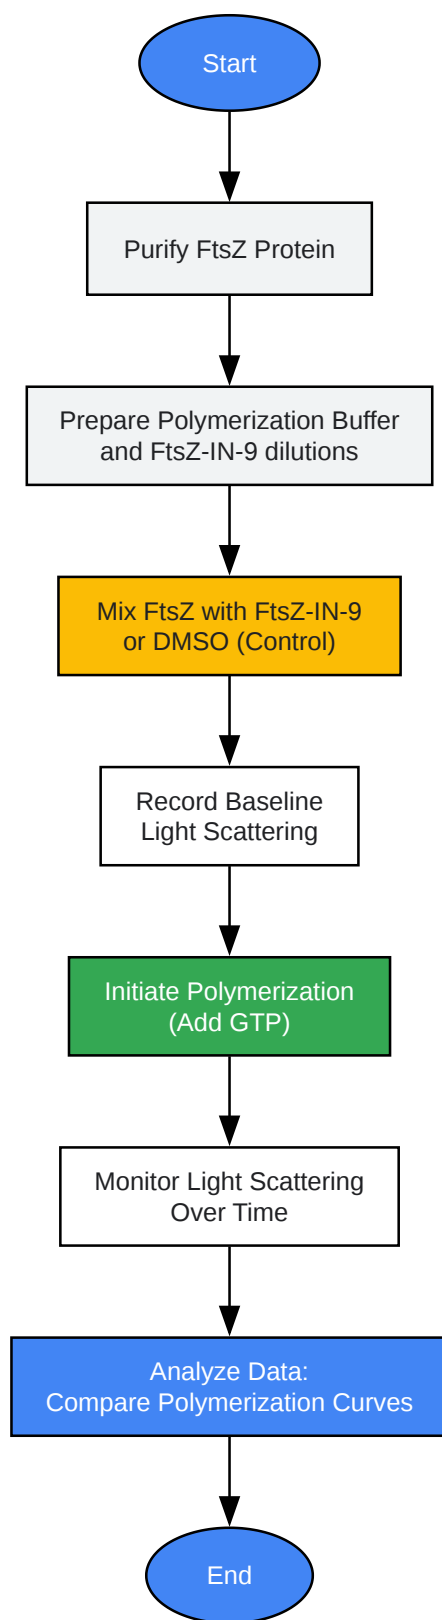 Start
Purify FtsZ Protein
Prepare Polymerization Buffer
and FtsZ-IN-9 dilutions
Mix FtsZ with FtsZ-IN-9
or DMSO (Control)
Record Baseline
Light Scattering
Initiate Polymerization
(Add GTP)
Monitor Light Scattering
Over Time
Analyze Data:
Compare Polymerization Curves
End